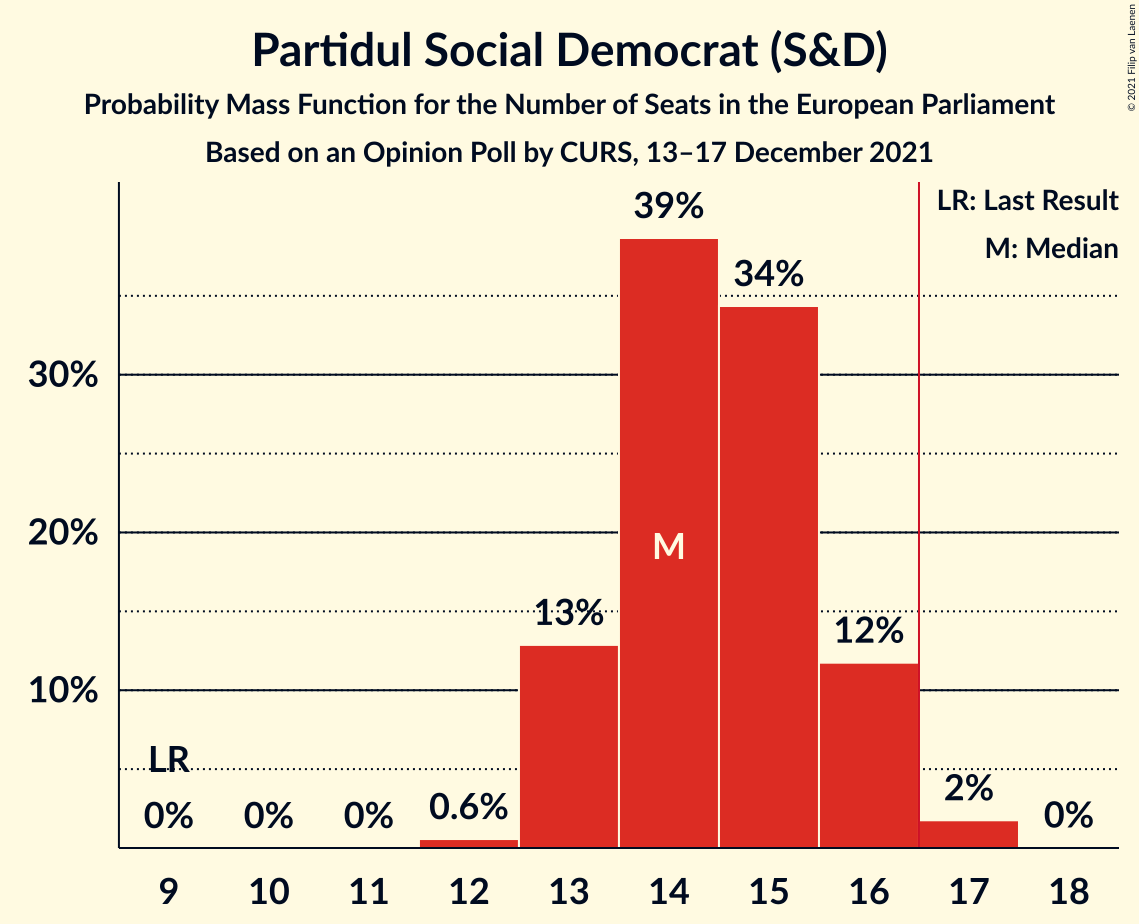 Partidul Social Democrat (S&D)
Probability Mass Function for the Number of Seats in the European Parliament
Based on an Opinion Poll by CURS, 13–17 December 2021
© 2021 Filip van Laenen
LR: Last Result
M: Median
39%
34%
30%
20%
M
13%
12%
10%
LR
0%
0%
0%
0.6%
2%
0%
9 10 11 12 13 14 15 16 17 18